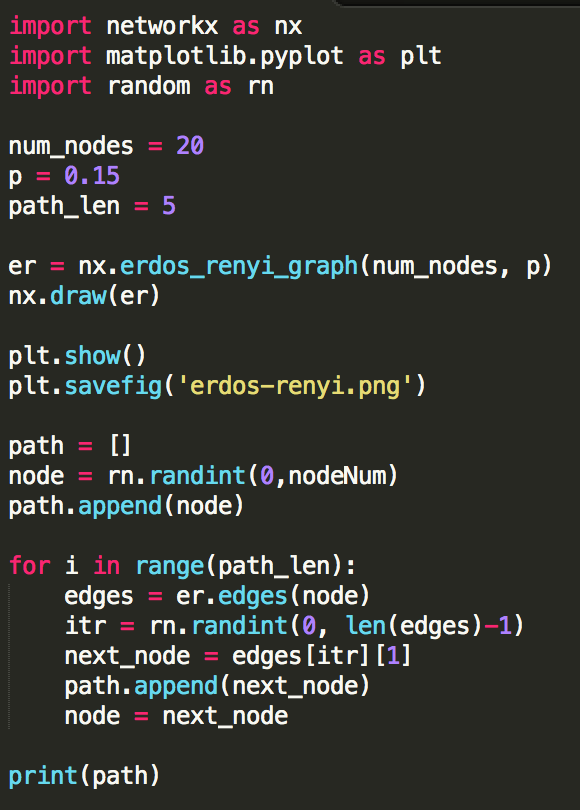 import networkx as nx
import matplotlib.pyplot as plt
import random as rn
num_nodes = 20
p = 0.15
path_len = 5
er = nx.erdos_renyi_graph(num_nodes, p)
nx.draw(er)
plt.show()
plt.savefig('erdos-renyi.png')
path = []
node = rn.randint(0,nodeNum)
path.append(node)
for i in range(path_len):
    edges = er.edges(node)
    itr = rn.randint(0, len(edges)-1)
    next_node = edges[itr][1]
    path.append(next_node)
    node = next_node
print(path)